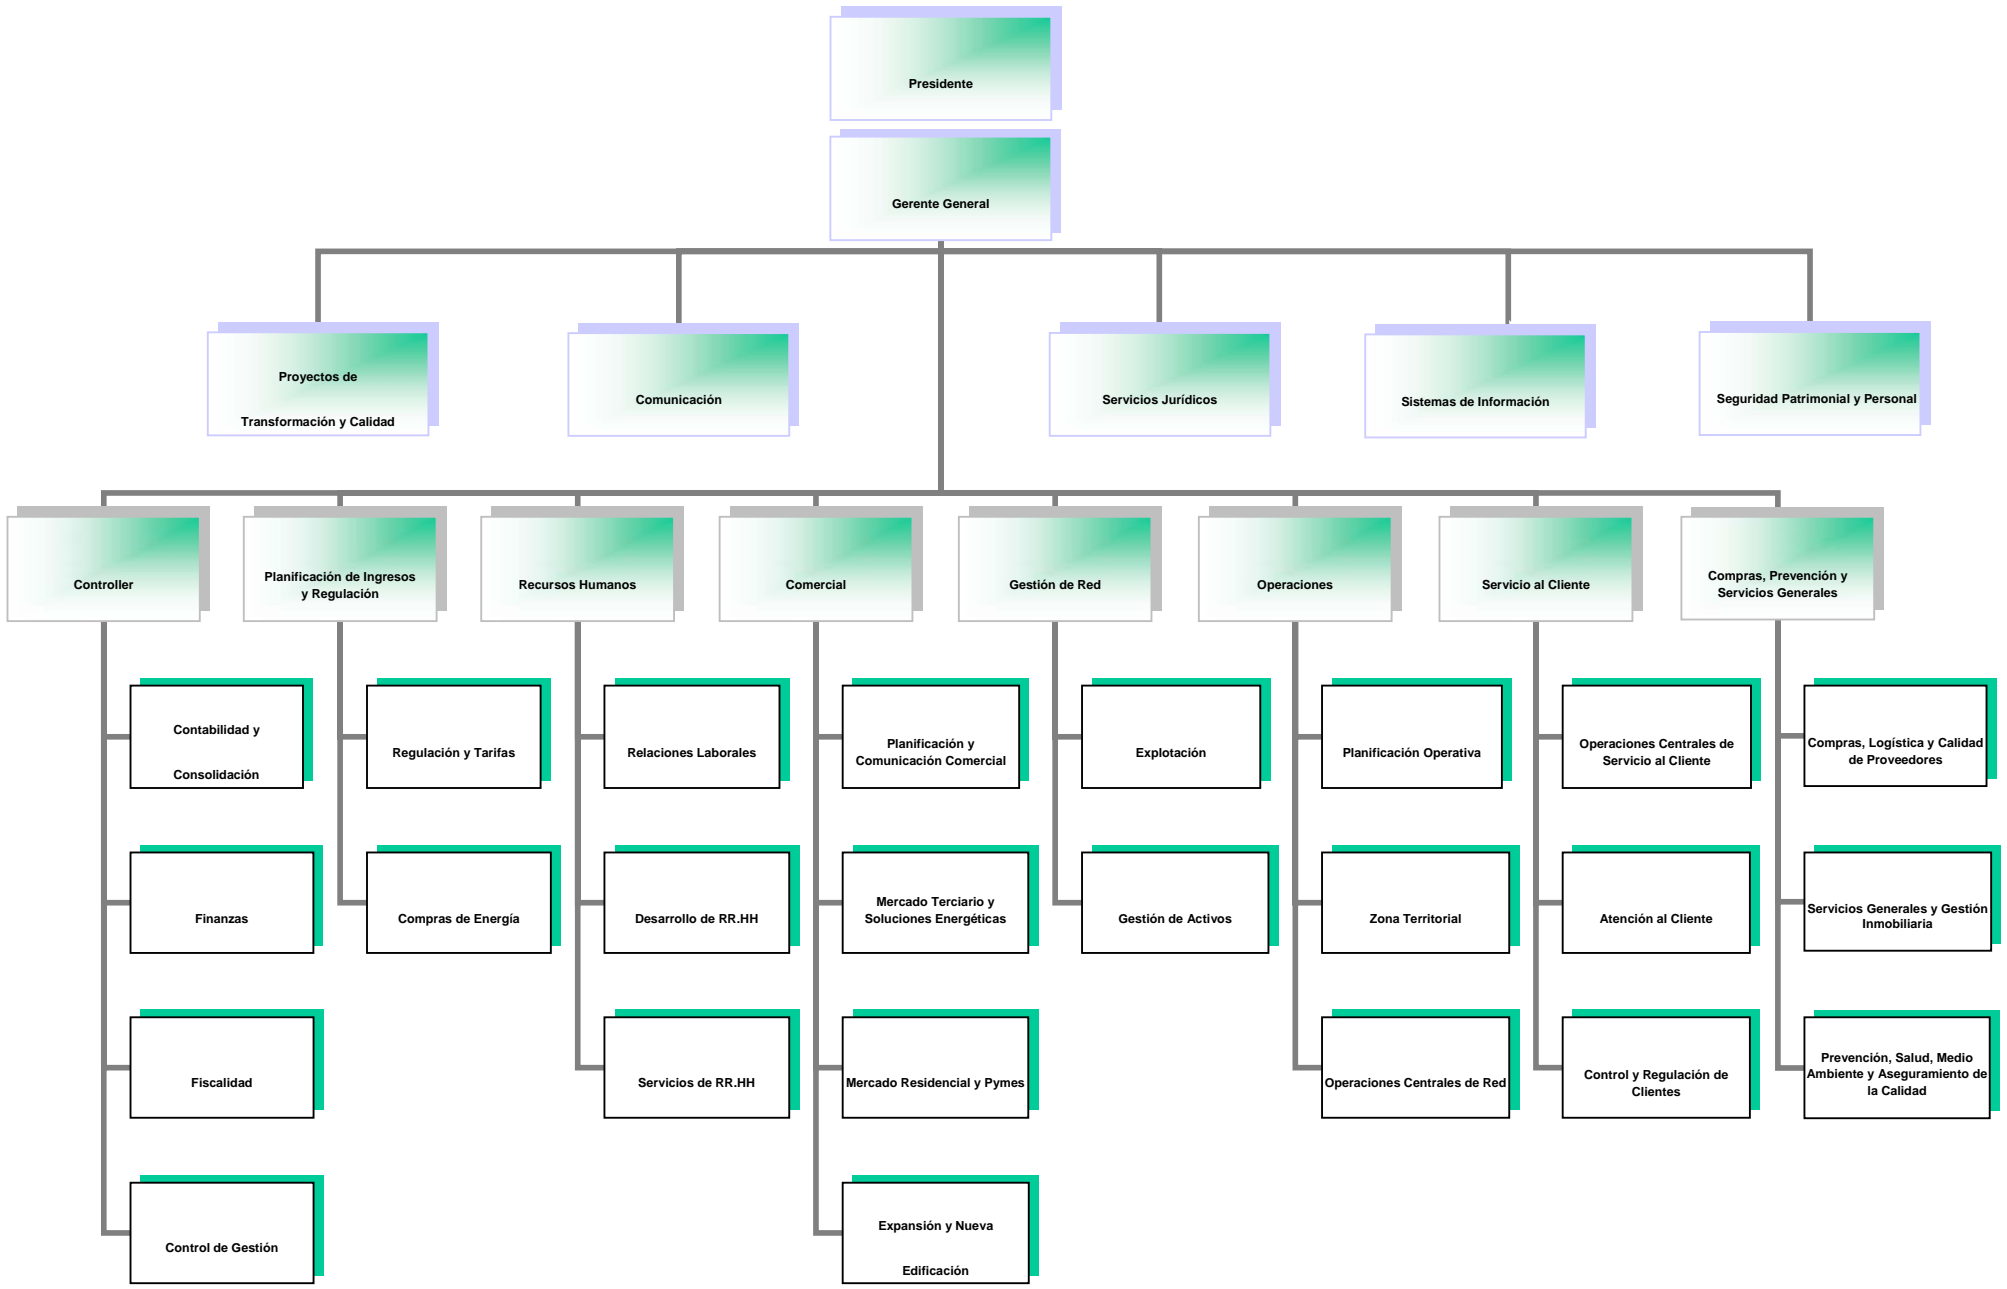 Presidente
Gerente General
Proyectos de
Transformación y Calidad
Comunicación
Servicios Jurídicos
Sistemas de Información
Seguridad Patrimonial y Personal
Controller
Planificación de Ingresos
y Regulación
Recursos Humanos
Comercial
Gestión de Red
Operaciones
Servicio al Cliente
Compras, Prevención y
Servicios Generales
Contabilidad y
Consolidación
Regulación y Tarifas
Relaciones Laborales
Planificación y
Comunicación Comercial
Explotación
Planificación Operativa
Operaciones Centrales de
Servicio al Cliente
Compras, Logística y Calidad
de Proveedores
Finanzas
Compras de Energía
Desarrollo de RR.HH
Mercado Terciario y
Soluciones Energéticas
Gestión de Activos
Zona Territorial
Atención al Cliente
Servicios Generales y Gestión
Inmobiliaria
Fiscalidad
Servicios de RR.HH
Mercado Residencial y Pymes
Operaciones Centrales de Red
Control y Regulación de
Clientes
Prevención, Salud, Medio
Ambiente y Aseguramiento de
la Calidad
Control de Gestión
Expansión y Nueva
Edificación